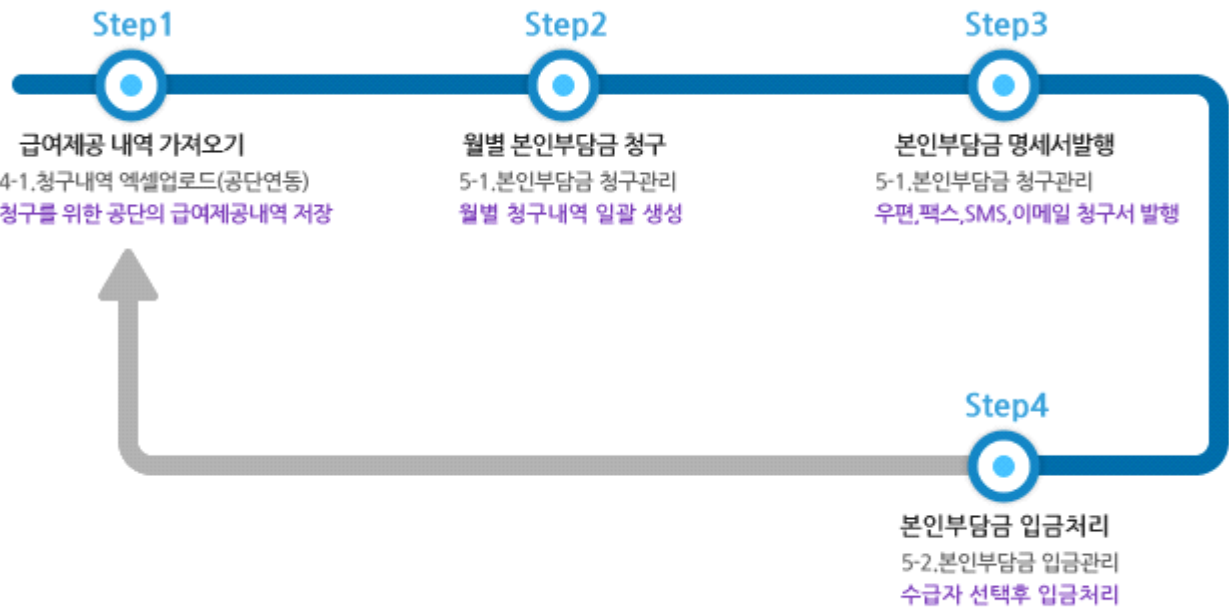 Step1
급여제공 내역 가져오기
4-1.청구내역 엑셀업로드(공단연동)
청구를 위한 공단의 급여제공내역 저장
Step2
월별 본인부담금 청구
5-1.본인부담금 청구관리
월별 청구내역 일괄 생성
Step3
본인부담금 명세서발행
5-1.본인부담금 청구관리
우편,팩스,SMS,이메일 청구서 발행
Step4
본인부담금 입금처리
5-2.본인부담금 입금관리
수급자 선택후 입금처리